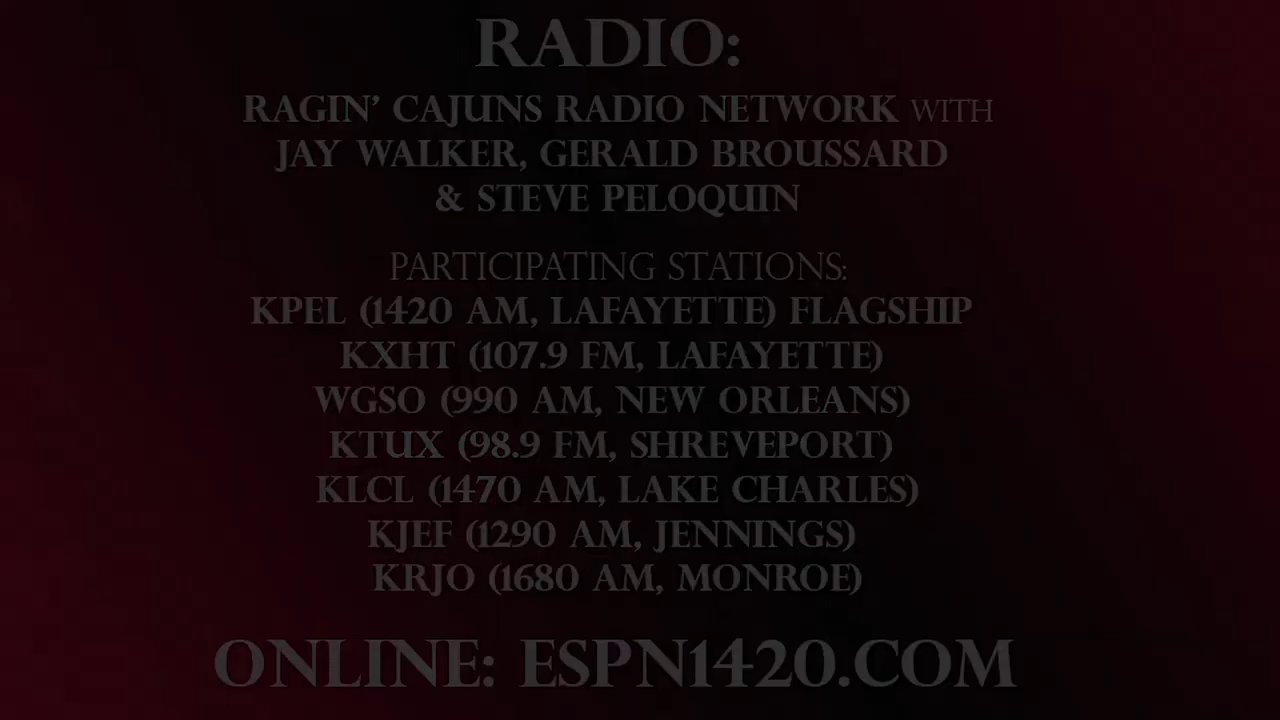 RADIO:
RAGIN' CAJUNS RADIO NETWORK WITH
JAY WALKER, GERALD BROUSSARD
& STEVE PELOQUIN
PARTICIPATING STATIONS:
KPEL (1420 AM, LAFAYETTE) FLAGSHIP
KXHT (107.9 FM, LAFAYETTE)
WGSO (990 AM, NEW ORLEANS)
KTUX (98.9 FM, SHREVEPORT)
KLCL (1470 AM, LAKE CHARLES)
KJEF (1290 AM, JENNINGS)
KRJO (1680 AM, MONROE)
ONLINE: ESPN1420.COM